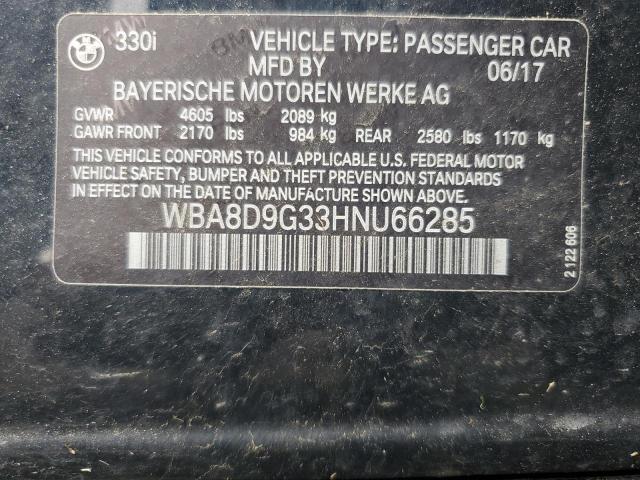 BMW 330i VEHICLE TYPE: PASSENGER CAR
MFD BY 06/17
BAYERISCHE MOTOREN WERKE AG
GVWR 4605 lbs 2089 kg
GAWR FRONT 2170 lbs 984 kg REAR 2580 lbs 1170 kg
THIS VEHICLE CONFORMS TO ALL APPLICABLE U.S. FEDERAL MOTOR
VEHICLE SAFETY, BUMPER AND THEFT PREVENTION STANDARDS
IN EFFECT ON THE DATE OF MANUFACTURE SHOWN ABOVE.
WBA8D9G33HNU66285
2 122 606